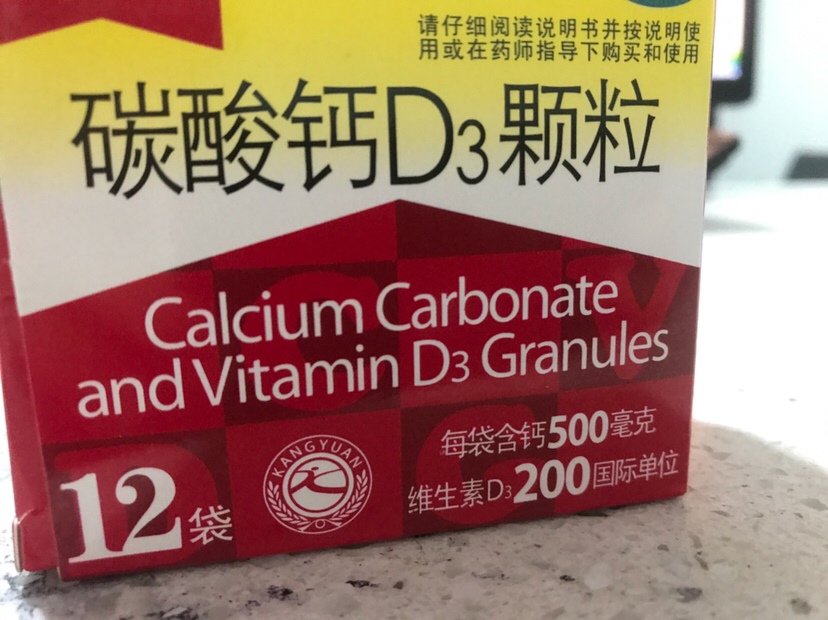 请仔细阅读说明书并按说明使
用或在药师指导下购买和使用
碳酸钙D3颗粒
Calcium Carbonate
and Vitamin D3 Granules
每袋含钙500毫克
维生素D3200国际单位
KANGYUAN
12袋